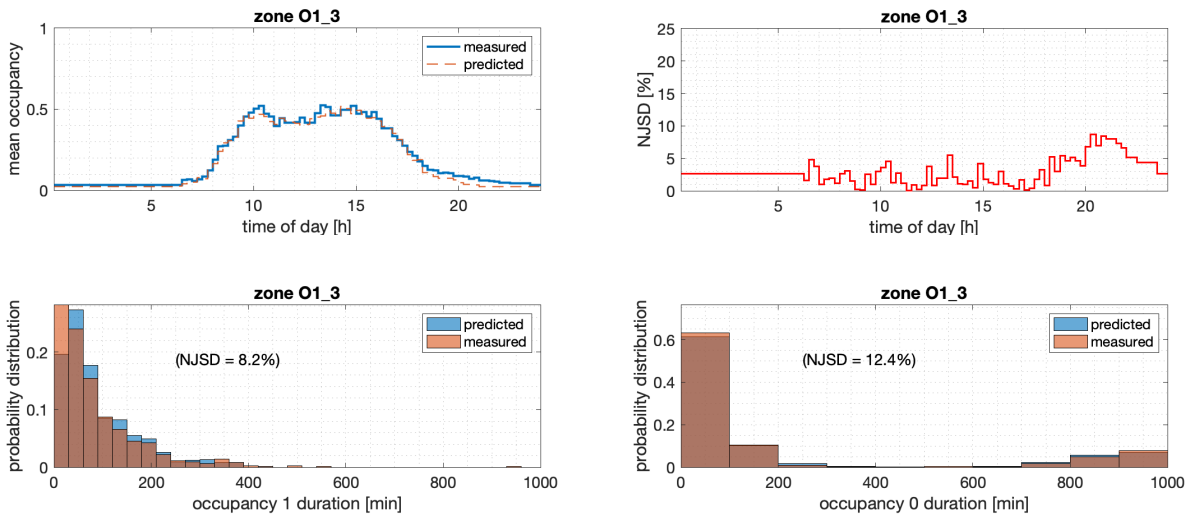 zone O1_3
mean occupancy
1
0.5
0
measured
predicted
5 10 15 20
time of day [h]
zone O1_3
NJSD [%]
25
20
15
10
5
0
5 10 15 20
time of day [h]
zone O1_3
probability distribution
0.2
0.1
0
(NJSD = 8.2%)
predicted
measured
0 200 400 600 800 1000
occupancy 1 duration [min]
zone O1_3
probability distribution
0.6
0.4
0.2
0
(NJSD = 12.4%)
predicted
measured
0 200 400 600 800 1000
occupancy 0 duration [min]